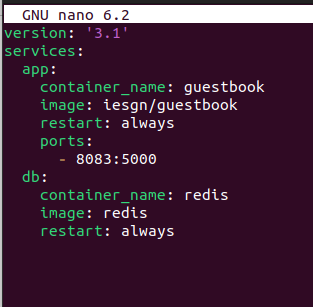 GNU nano 6.2
version: '3.1'
services:
  app:
    container_name: guestbook
    image: iesgn/guestbook
    restart: always
    ports:
      - 8083:5000
  db:
    container_name: redis
    image: redis
    restart: always